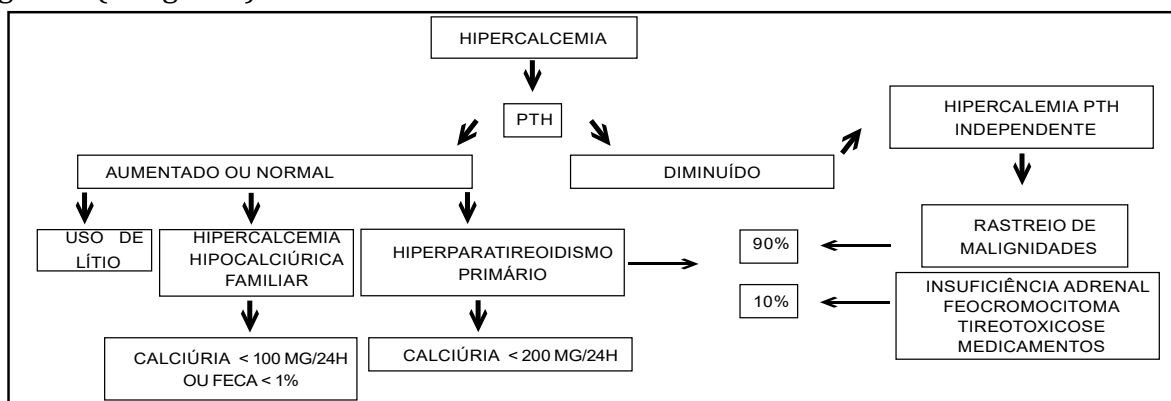 HIPERCALCEMIA
PTH
HIPERCALEMIA PTH
INDEPENDENTE
AUMENTADO OU NORMAL
DIMINUÍDO
USO DE
LÍTIO
HIPERCALCEMIA
HIPOCALCIÚRICA
FAMILIAR
HIPERPARATIREOIDISMO
PRIMÁRIO
90%
RASTREIO DE
MALIGNIDADES
10%
INSUFICIÊNCIA ADRENAL
FEOCROMOCITOMA
TIREOTOXICOSE
MEDICAMENTOS
CALCIÚRIA < 100 MG/24H
OU FECA < 1%
CALCIÚRIA < 200 MG/24H